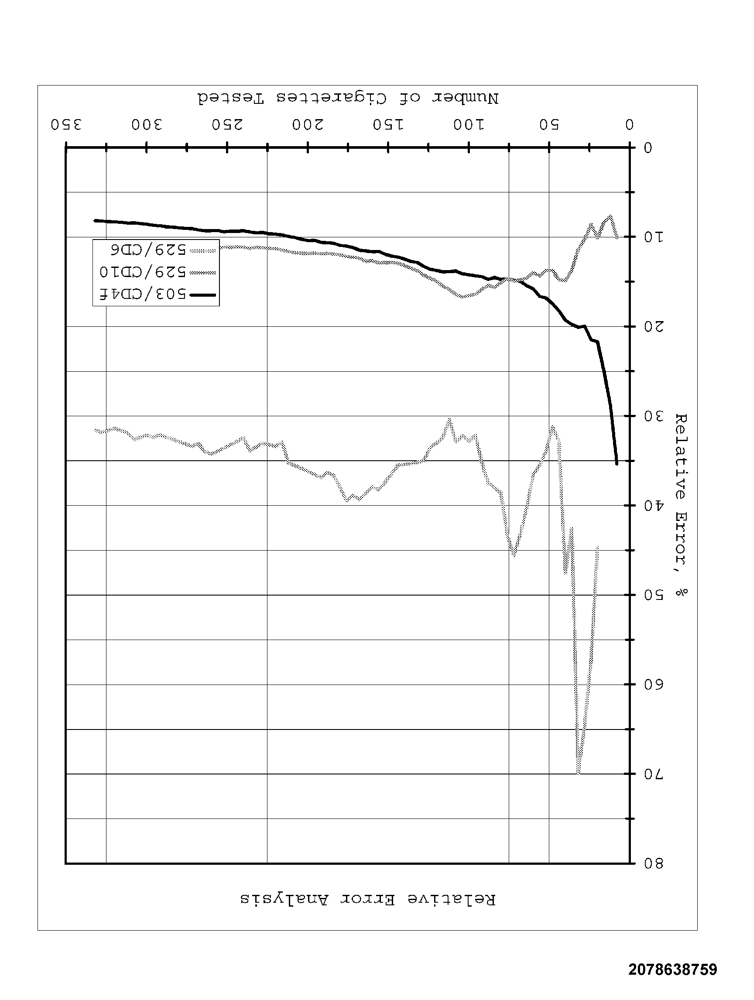 Relative Error Analysis
80
70
60
50
40
30
20
10
0
Relative Error, %
503/CD4f
529/CD10
529/CD6
0 50 100 150 200 250 300 350
Number of Cigarettes Tested
2078638759